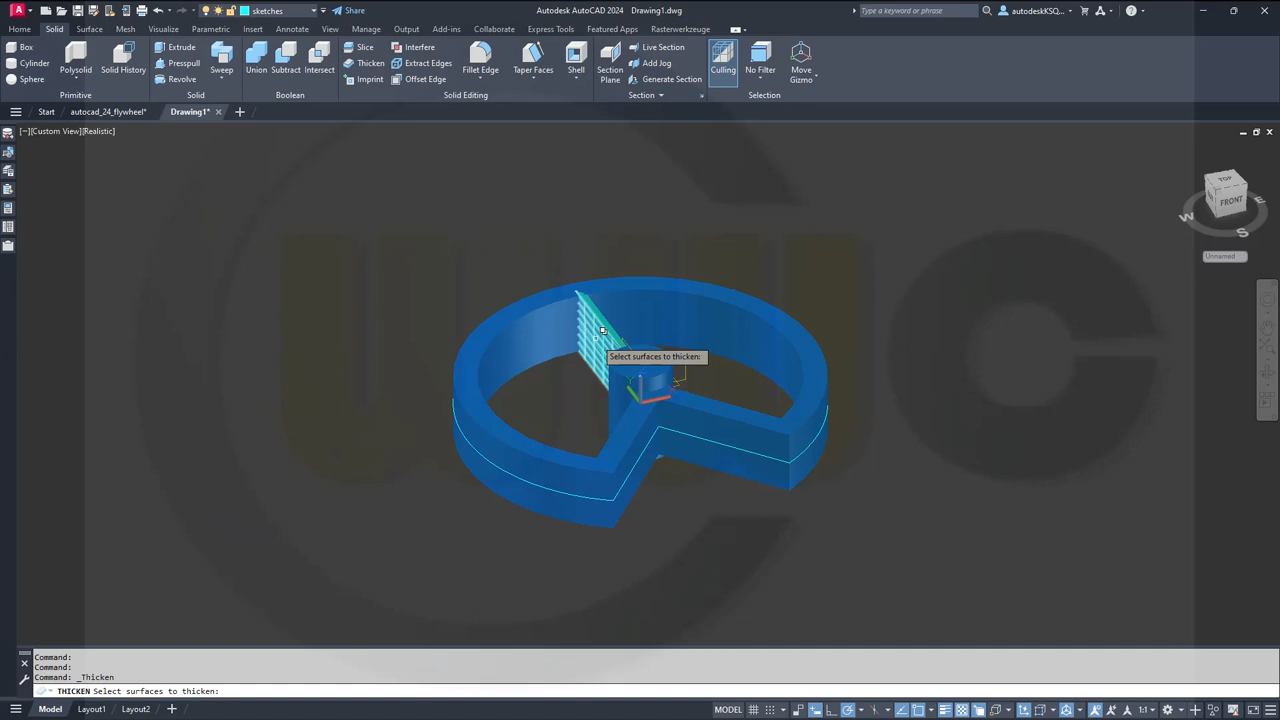 A sketches Share Autodesk AutoCAD 2024 Drawing1.dwg Type a keyword or phrase autodeskKSQ...
Home Solid Surface Mesh Visualize Parametric Insert Annotate View Manage Output Add-ins Collaborate Express Tools Featured Apps Rasterwerkzeuge
Box Extrude Slice Interfere Live Section
Cylinder Presspull Thicken Extract Edges Add Jog
Sphere Revolve Imprint Offset Edge Generate Section
Polysolid Solid History Sweep Union Subtract Intersect Fillet Edge Taper Faces Shell Section Plane Culling No Filter Move Gizmo
Primitive Solid Boolean Solid Editing Section Selection
Start autocad_24_flywheel* Drawing1*
[−][Custom View][Realistic]
TOP
FRONT
W E
S
Unnamed
Select surfaces to thicken:
Command:
Command:
Command: _Thicken
THICKEN Select surfaces to thicken:
Model Layout1 Layout2 MODEL 1:1